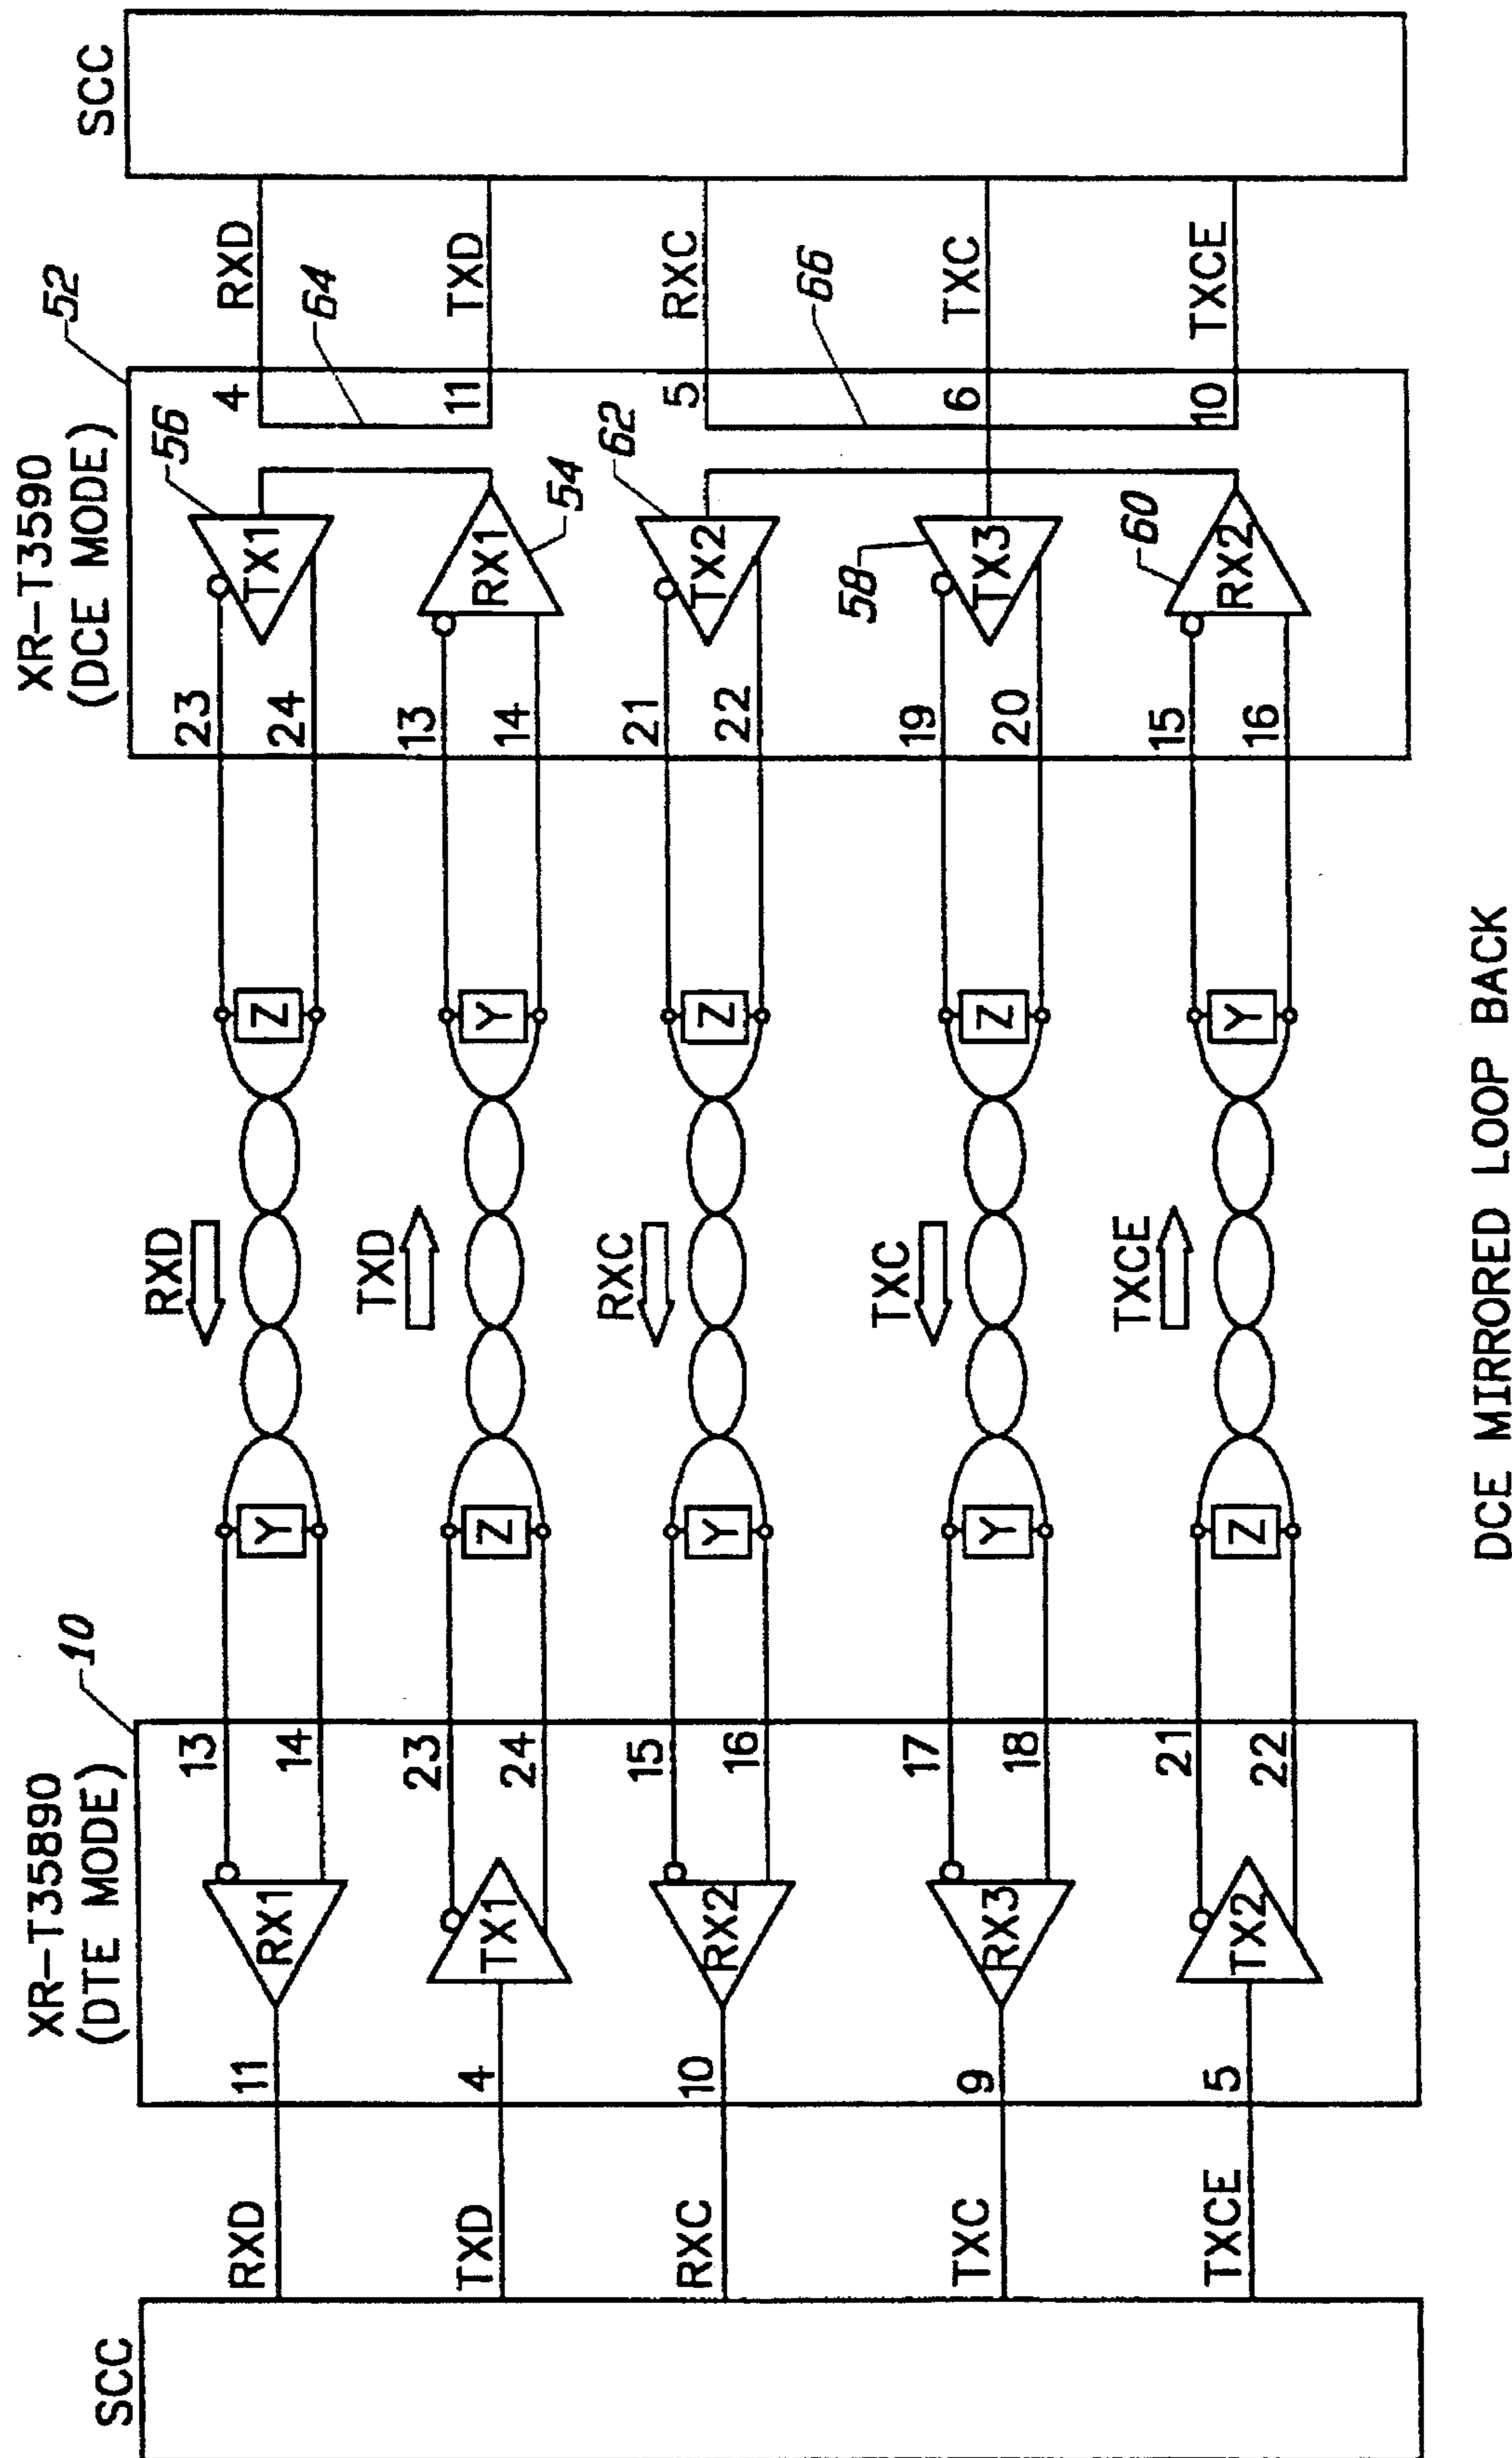 SCC
XR-T35890
(DTE MODE)
10
XR-T3590
(DCE MODE)
52
SCC
RXD
11
RX1
13
14
Y
RXD
Z
23
24
TX1
56
4
RXD
64
TXD
4
TX1
23
24
Z
TXD
Y
13
14
RX1
54
11
TXD
RXC
10
RX2
15
16
Y
RXC
Z
21
22
TX2
62
5
RXC
66
TXC
9
RX3
17
18
Y
TXC
Z
19
20
TX3
58
6
TXC
TXCE
5
TX2
21
22
Z
TXCE
Y
15
16
RX2
60
10
TXCE
DCE MIRRORED LOOP BACK